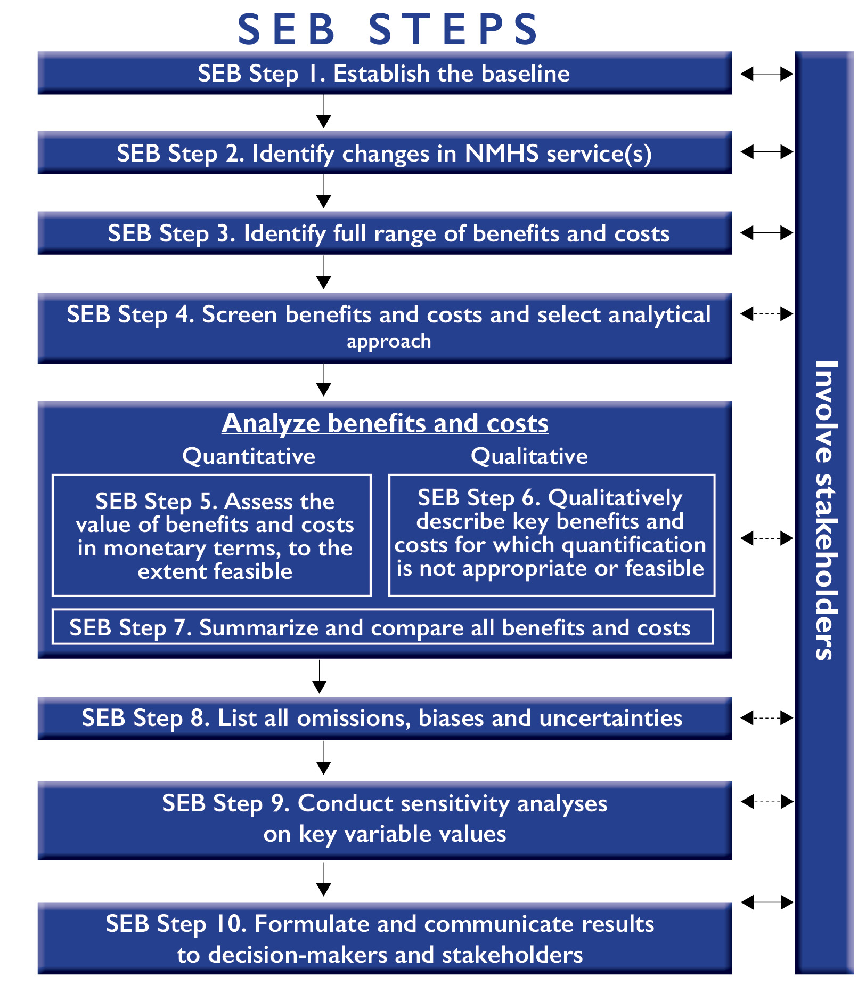 SEB STEPS
SEB Step 1. Establish the baseline
SEB Step 2. Identify changes in NMHS service(s)
SEB Step 3. Identify full range of benefits and costs
SEB Step 4. Screen benefits and costs and select analytical
approach
Analyze benefits and costs
Quantitative
SEB Step 5. Assess the
value of benefits and costs
in monetary terms, to the
extent feasible
Qualitative
SEB Step 6. Qualitatively
describe key benefits and
costs for which quantification
is not appropriate or feasible
SEB Step 7. Summarize and compare all benefits and costs
SEB Step 8. List all omissions, biases and uncertainties
SEB Step 9. Conduct sensitivity analyses
on key variable values
SEB Step 10. Formulate and communicate results
to decision-makers and stakeholders
Involve stakeholders